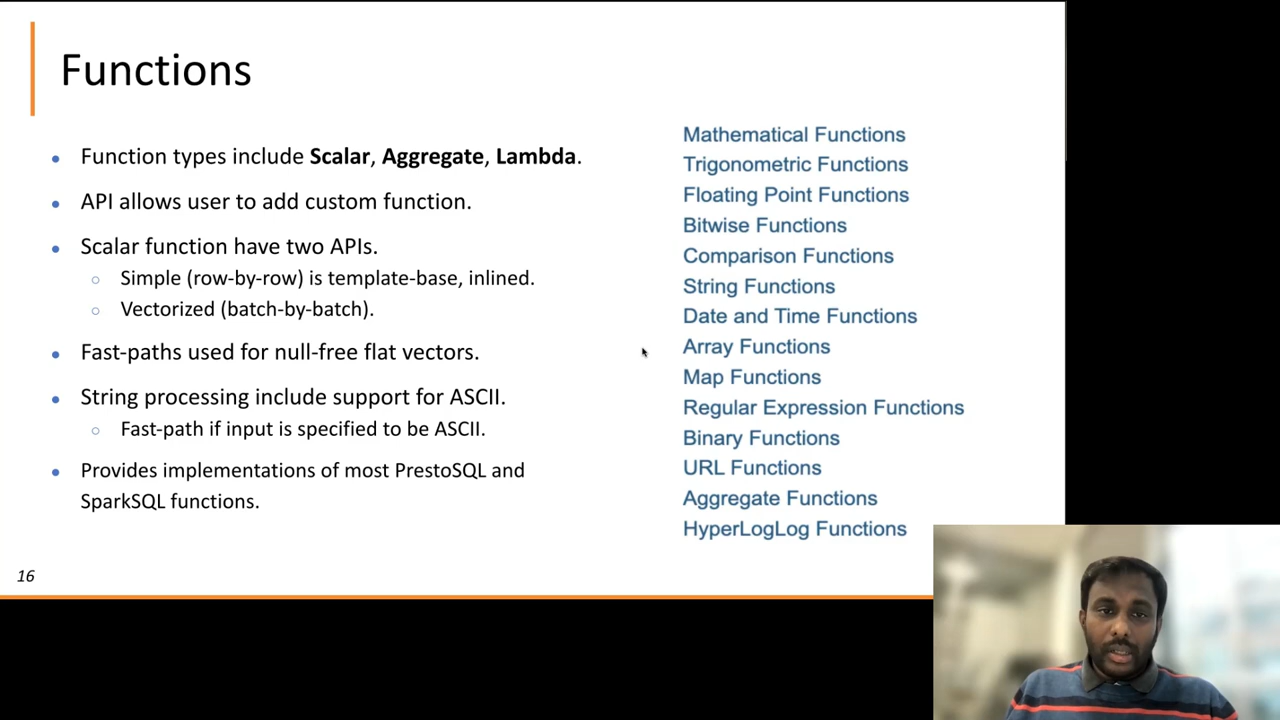 Functions
Function types include Scalar, Aggregate, Lambda.
API allows user to add custom function.
Scalar function have two APIs.
Simple (row-by-row) is template-base, inlined.
Vectorized (batch-by-batch).
Fast-paths used for null-free flat vectors.
String processing include support for ASCII.
Fast-path if input is specified to be ASCII.
Provides implementations of most PrestoSQL and
SparkSQL functions.
Mathematical Functions
Trigonometric Functions
Floating Point Functions
Bitwise Functions
Comparison Functions
String Functions
Date and Time Functions
Array Functions
Map Functions
Regular Expression Functions
Binary Functions
URL Functions
Aggregate Functions
HyperLogLog Functions
16